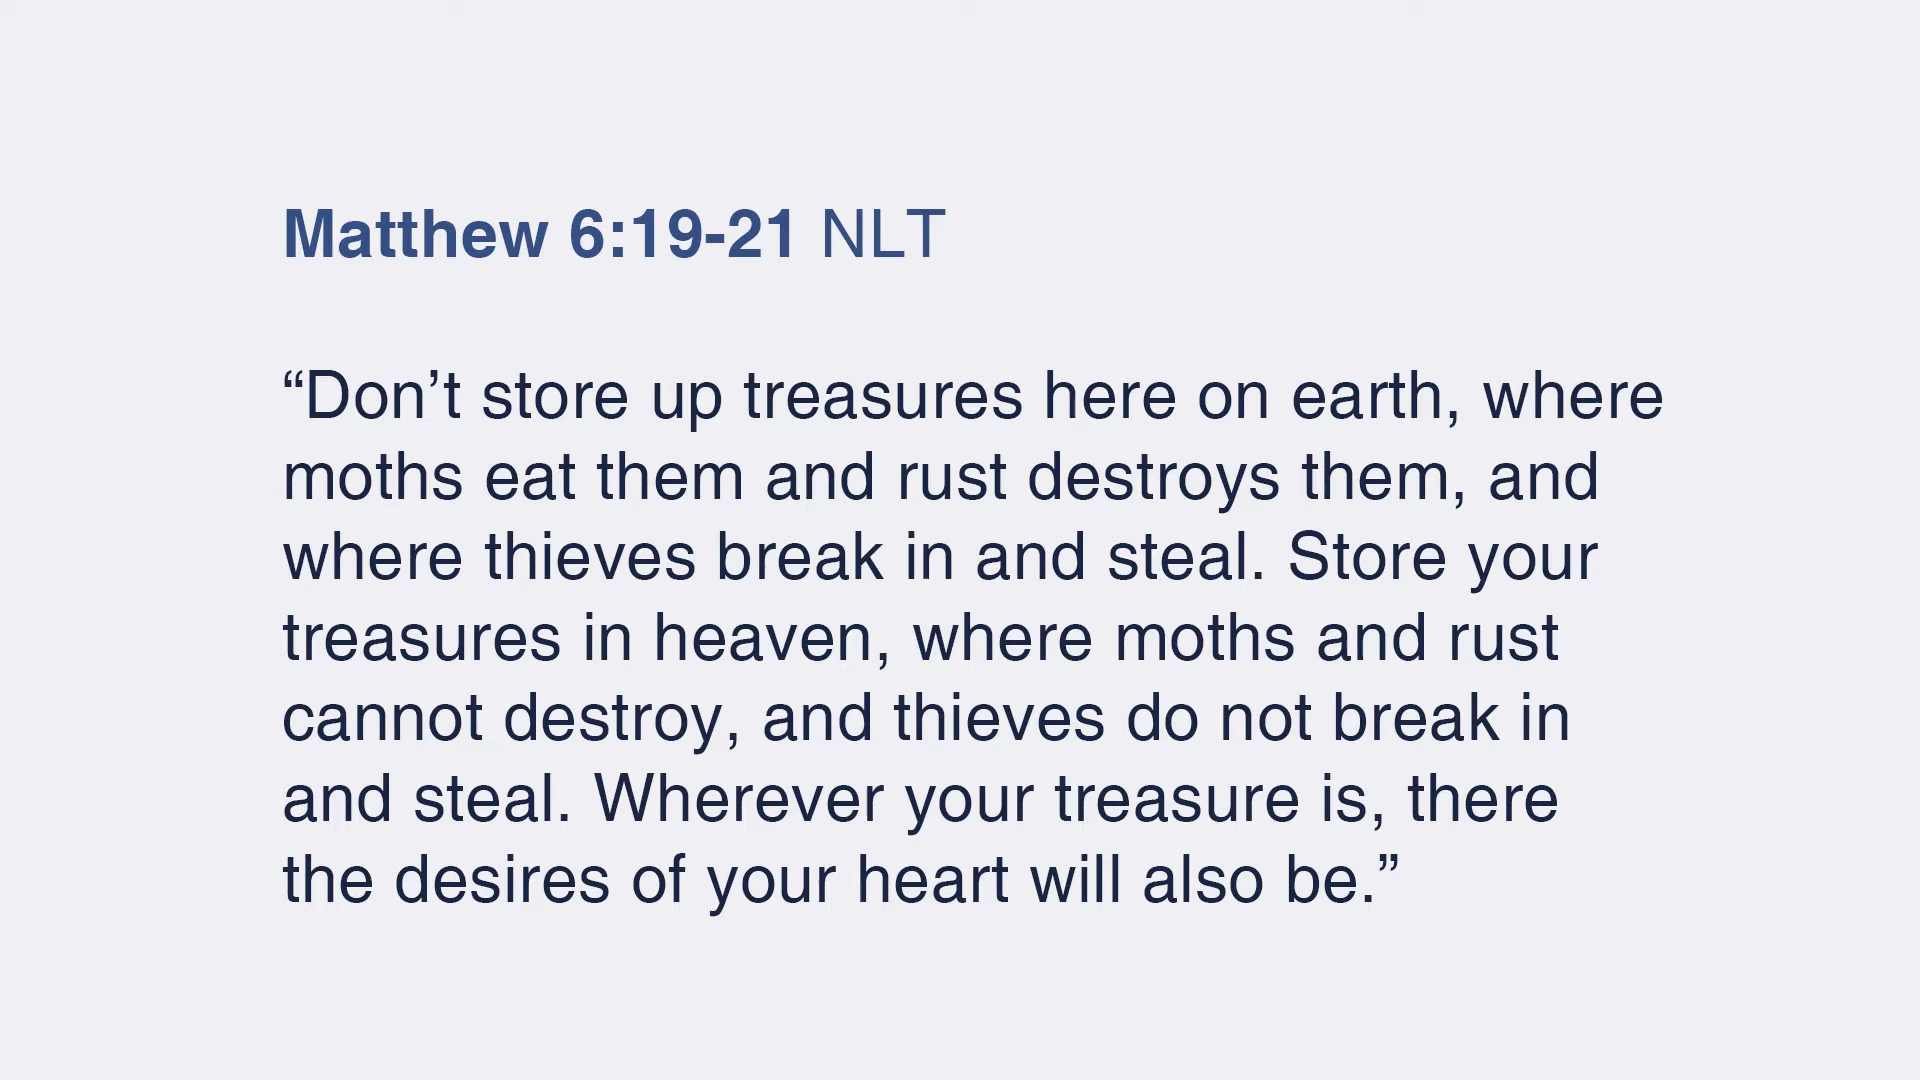 Matthew 6:19-21 NLT
“Don’t store up treasures here on earth, where
moths eat them and rust destroys them, and
where thieves break in and steal. Store your
treasures in heaven, where moths and rust
cannot destroy, and thieves do not break in
and steal. Wherever your treasure is, there
the desires of your heart will also be.”